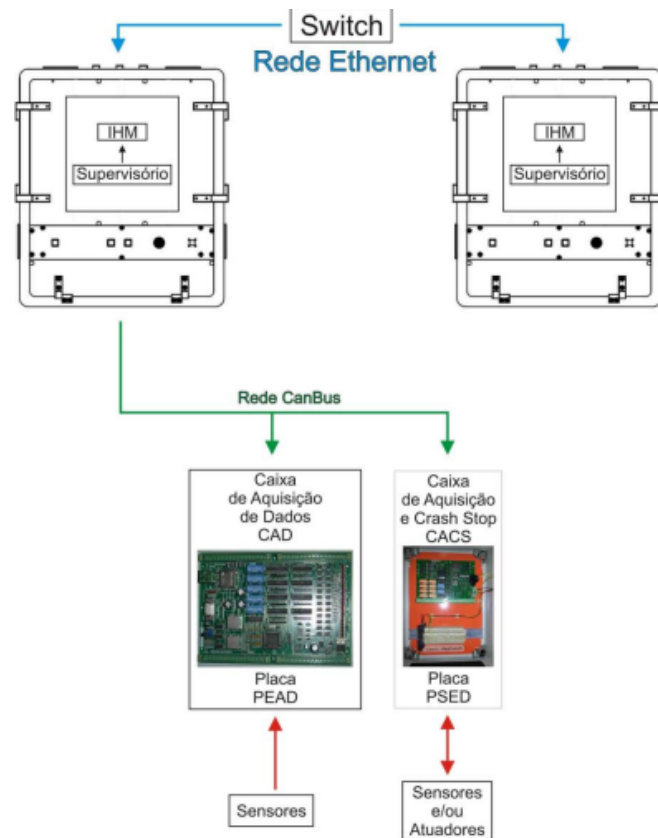 Switch
Rede Ethernet
IHM
Supervisório
IHM
Supervisório
Rede CanBus
Caixa
de Aquisição
de Dados
CAD
Placa
PEAD
Caixa
de Aquisição
e Crash Stop
CACS
Placa
PSED
Sensores
Sensores
e/ou
Atuadores